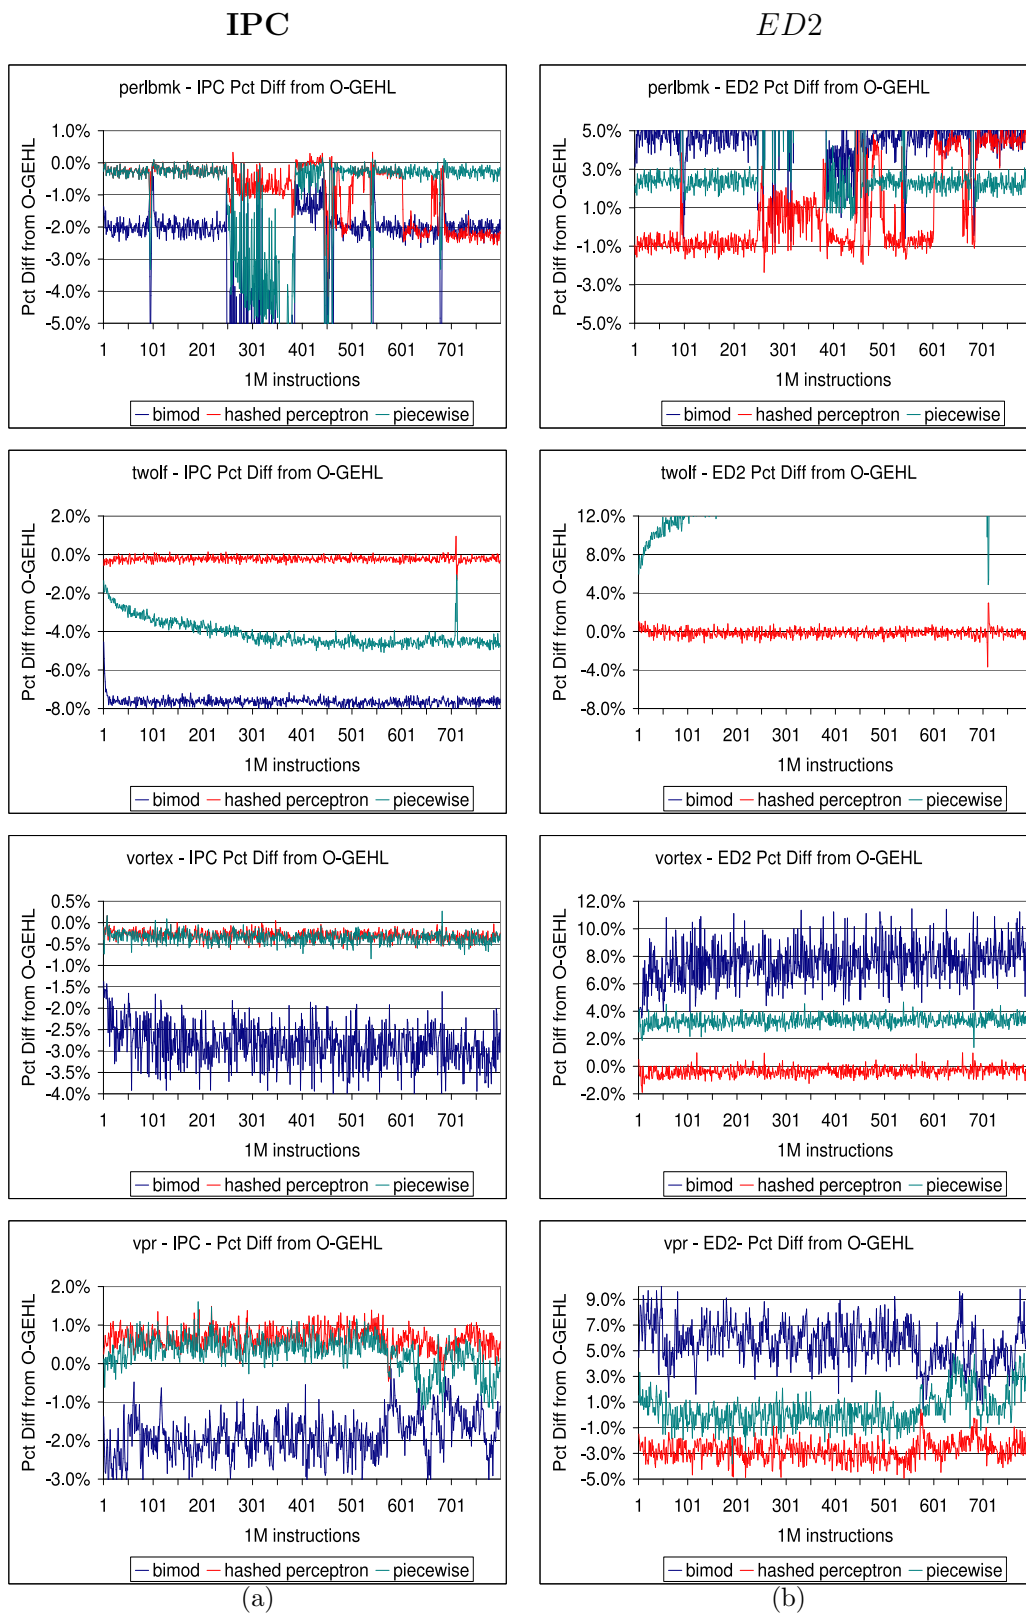 IPC
ED2
perlbmk - IPC Pct Diff from O-GEHL
Pct Diff from O-GEHL
1.0%
0.0%
-1.0%
-2.0%
-3.0%
-4.0%
-5.0%
1 101 201 301 401 501 601 701
1M instructions
bimod hashed perceptron piecewise
perlbmk - ED2 Pct Diff from O-GEHL
Pct Diff from O-GEHL
5.0%
3.0%
1.0%
-1.0%
-3.0%
-5.0%
1 101 201 301 401 501 601 701
1M instructions
bimod hashed perceptron piecewise
twolf - IPC Pct Diff from O-GEHL
Pct Diff from O-GEHL
2.0%
0.0%
-2.0%
-4.0%
-6.0%
-8.0%
1 101 201 301 401 501 601 701
1M instructions
bimod hashed perceptron piecewise
twolf - ED2 Pct Diff from O-GEHL
Pct Diff from O-GEHL
12.0%
8.0%
4.0%
0.0%
-4.0%
-8.0%
1 101 201 301 401 501 601 701
1M instructions
bimod hashed perceptron piecewise
vortex - IPC Pct Diff from O-GEHL
Pct Diff from O-GEHL
0.5%
0.0%
-0.5%
-1.0%
-1.5%
-2.0%
-2.5%
-3.0%
-3.5%
-4.0%
1 101 201 301 401 501 601 701
1M instructions
bimod hashed perceptron piecewise
vortex - ED2 Pct Diff from O-GEHL
Pct Diff from O-GEHL
12.0%
10.0%
8.0%
6.0%
4.0%
2.0%
0.0%
-2.0%
1 101 201 301 401 501 601 701
1M instructions
bimod hashed perceptron piecewise
vpr - IPC - Pct Diff from O-GEHL
Pct Diff from O-GEHL
2.0%
1.0%
0.0%
-1.0%
-2.0%
-3.0%
1 101 201 301 401 501 601 701
1M instructions
bimod hashed perceptron piecewise
vpr - ED2- Pct Diff from O-GEHL
Pct Diff from O-GEHL
9.0%
7.0%
5.0%
3.0%
1.0%
-1.0%
-3.0%
-5.0%
1 101 201 301 401 501 601 701
1M instructions
bimod hashed perceptron piecewise
(a)
(b)